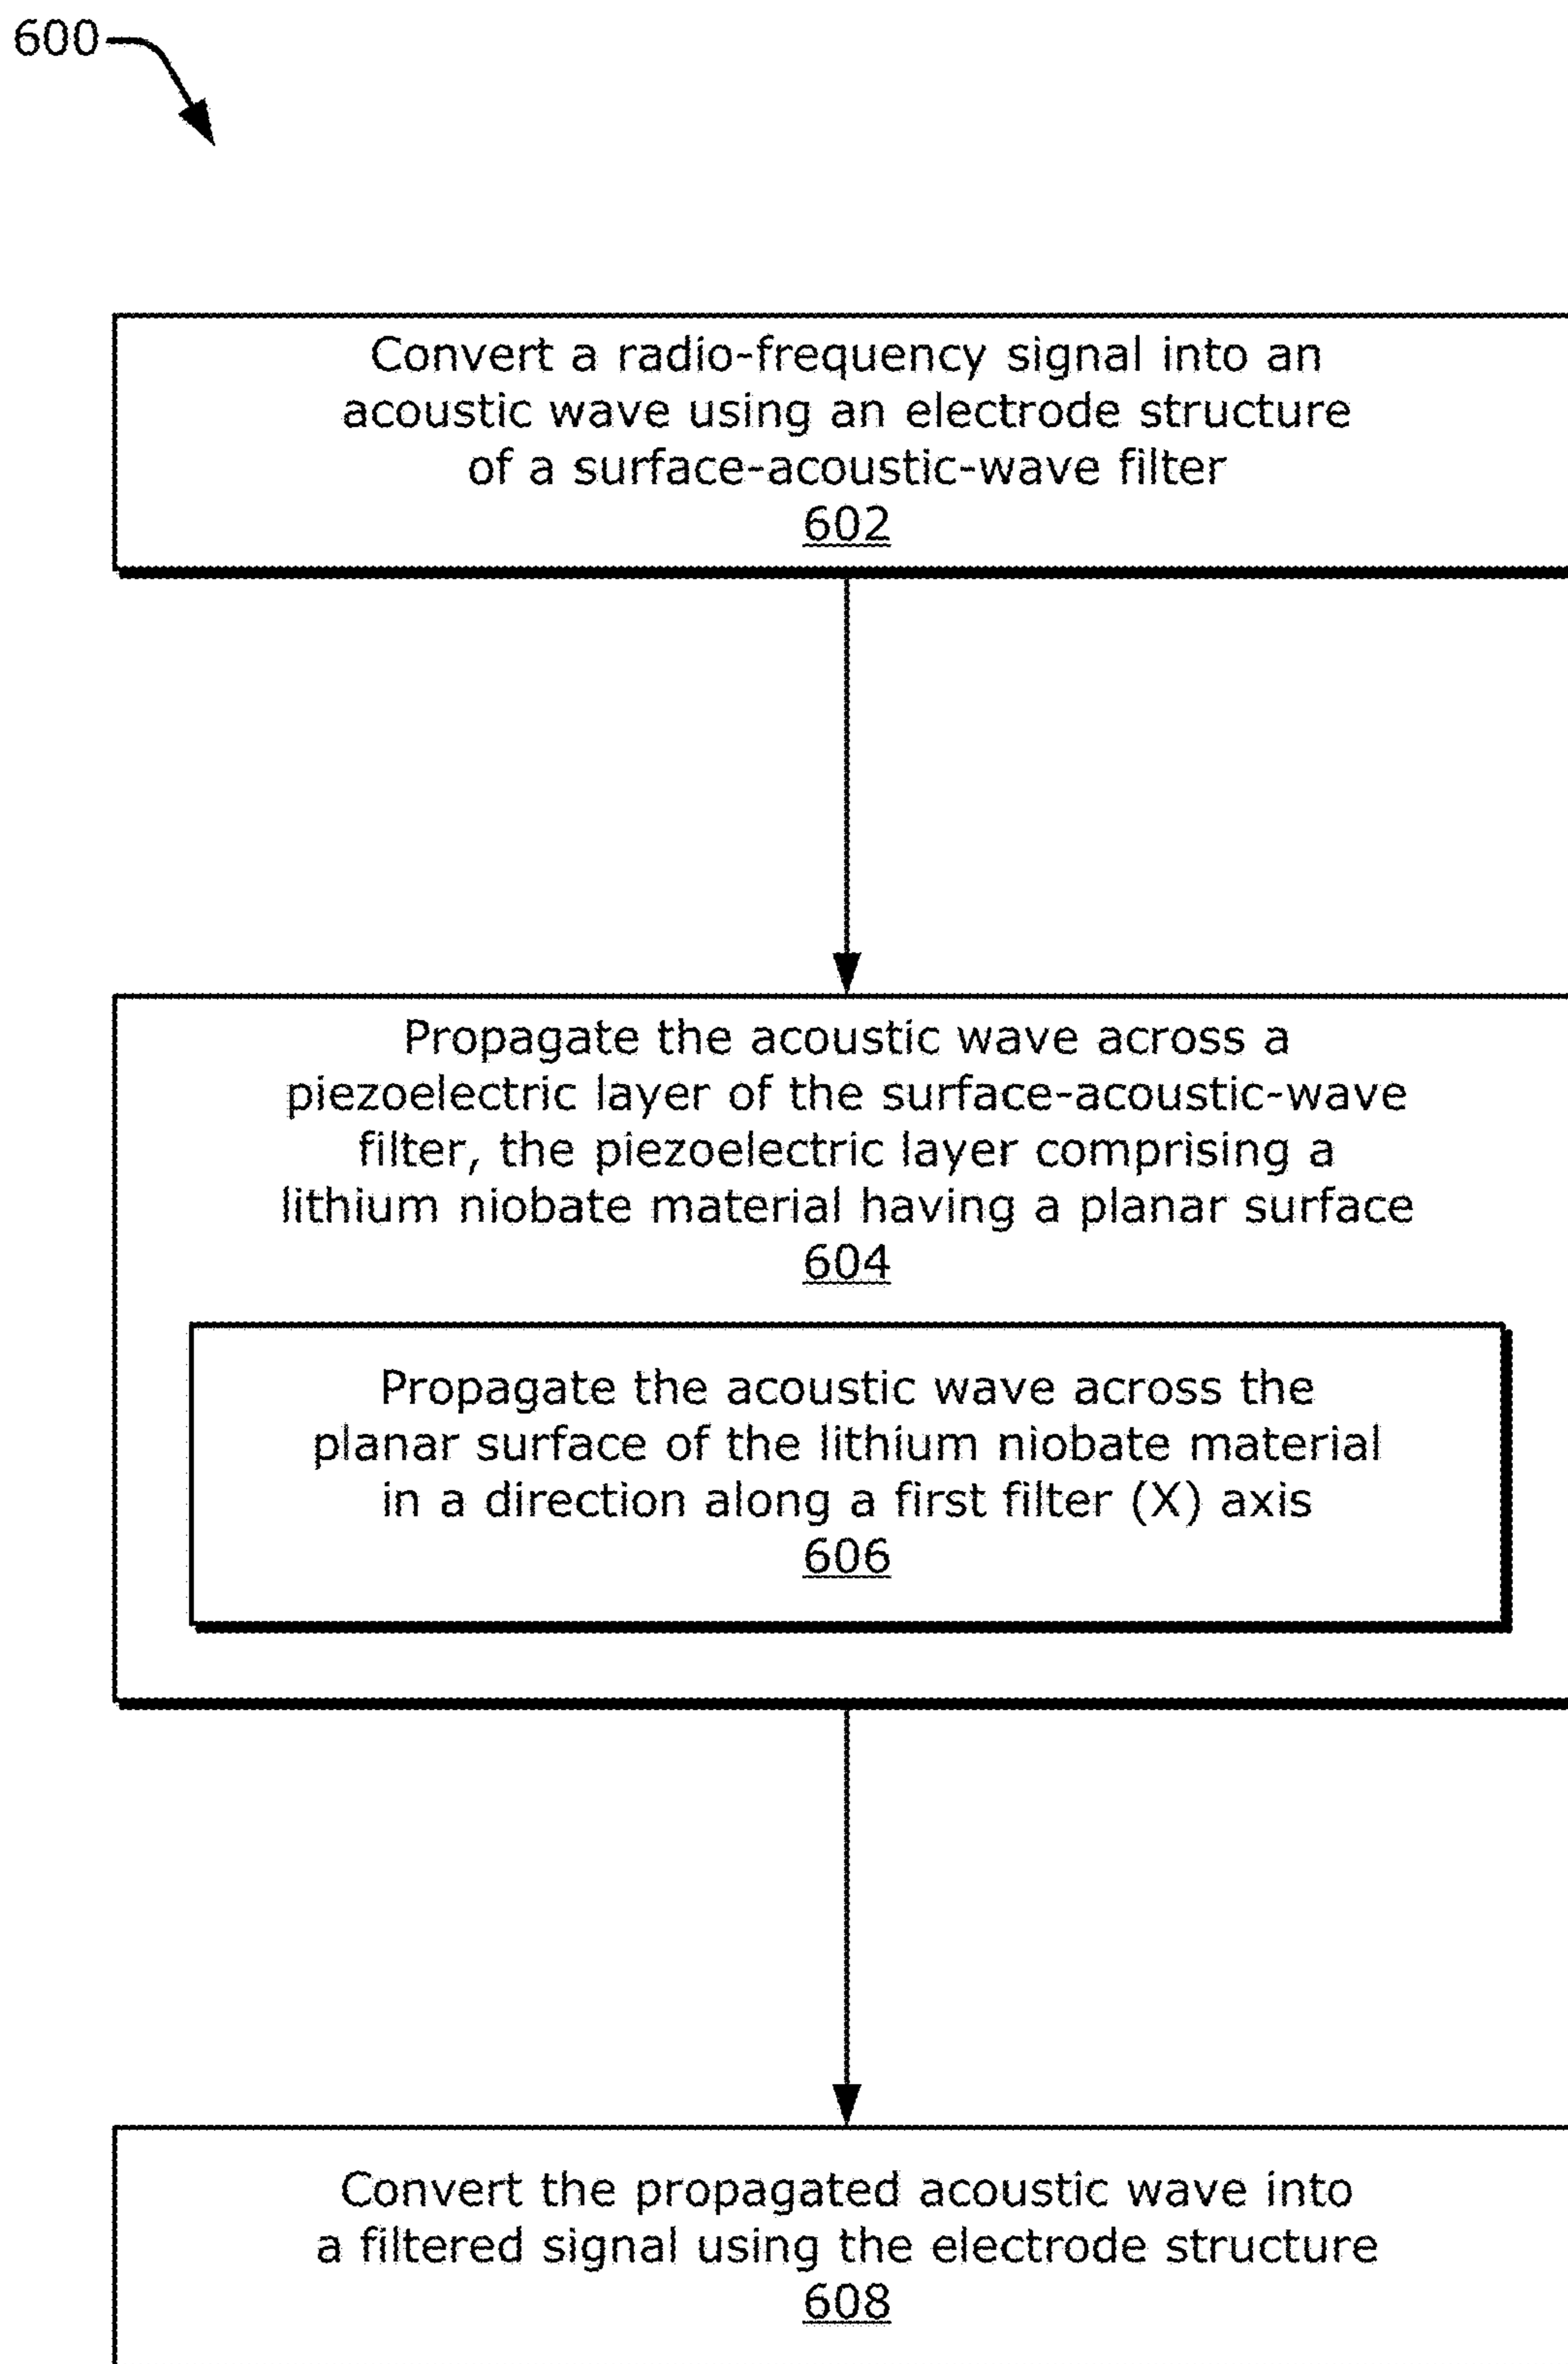 600
Convert a radio-frequency signal into an
acoustic wave using an electrode structure
of a surface-acoustic-wave filter
602
Propagate the acoustic wave across a
piezoelectric layer of the surface-acoustic-wave
filter, the piezoelectric layer comprising a
lithium niobate material having a planar surface
604
Propagate the acoustic wave across the
planar surface of the lithium niobate material
in a direction along a first filter (X) axis
606
Convert the propagated acoustic wave into
a filtered signal using the electrode structure
608